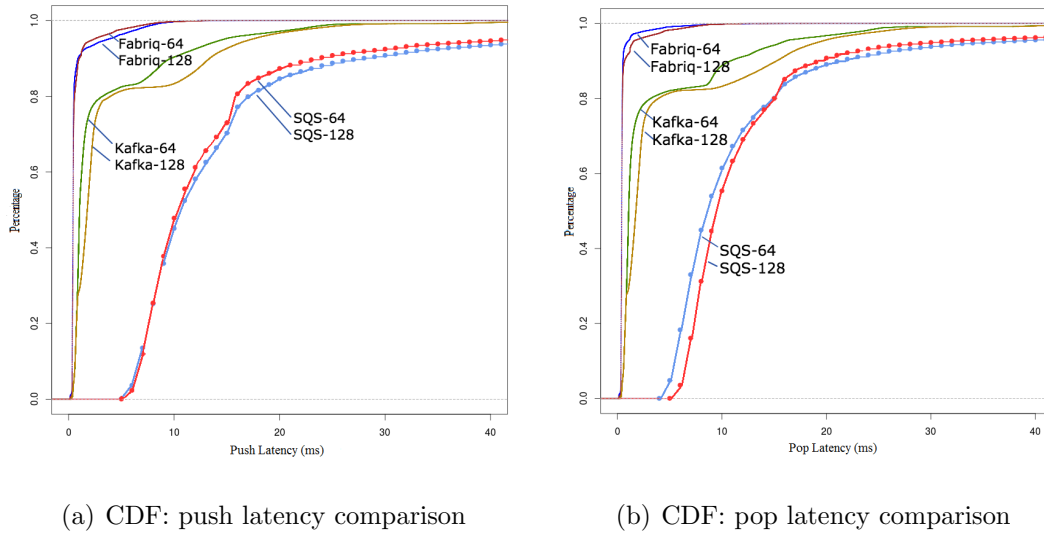 1.0
0.8
0.6
0.4
0.2
0.0
Percentage
Fabriq-64
Fabriq-128
SQS-64
SQS-128
Kafka-64
Kafka-128
0 10 20 30 40
Push Latency (ms)
(a) CDF: push latency comparison
1.0
0.8
0.6
0.4
0.2
0.0
Percentage
Fabriq-64
Fabriq-128
Kafka-64
Kafka-128
SQS-64
SQS-128
0 10 20 30 40
Pop Latency (ms)
(b) CDF: pop latency comparison